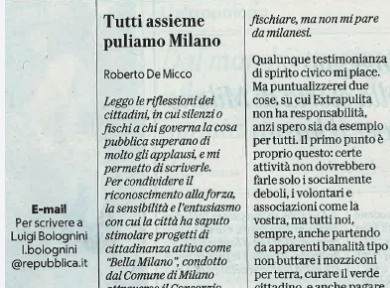 E-mail
Per scrivere a
Luigi Bolognini
l.bolognini
@repubblica.it
Tutti assieme
puliamo Milano
Roberto De Micco
Leggo le riflessioni dei
cittadini, in cui silenzi o
fischi a chi governa la cosa
pubblica superano di
molto gli applausi, e mi
permetto di scriverle.
Per condividere il
riconoscimento alla forza,
la sensibilità e l'entusiasmo
con cui la città ha saputo
stimolare progetti di
cittadinanza attiva come
"Bella Milano", condotto
dal Comune di Milano
attraverso il Consorzio
fischiare, ma non mi pare
da milanesi.
Qualunque testimonianza
di spirito civico mi piace.
Ma puntualizzerei due
cose, su cui Extrapulita
non ha responsabilità,
anzi spero sia da esempio
per tutti. Il primo punto è
proprio questo: certe
attività non dovrebbero
farle solo i socialmente
deboli, i volontari e
associazioni come la
vostra, ma tutti noi,
sempre, anche partendo
da apparenti banalità tipo
non buttare i mozziconi
per terra, curare il verde
cittadino, e anche pagare